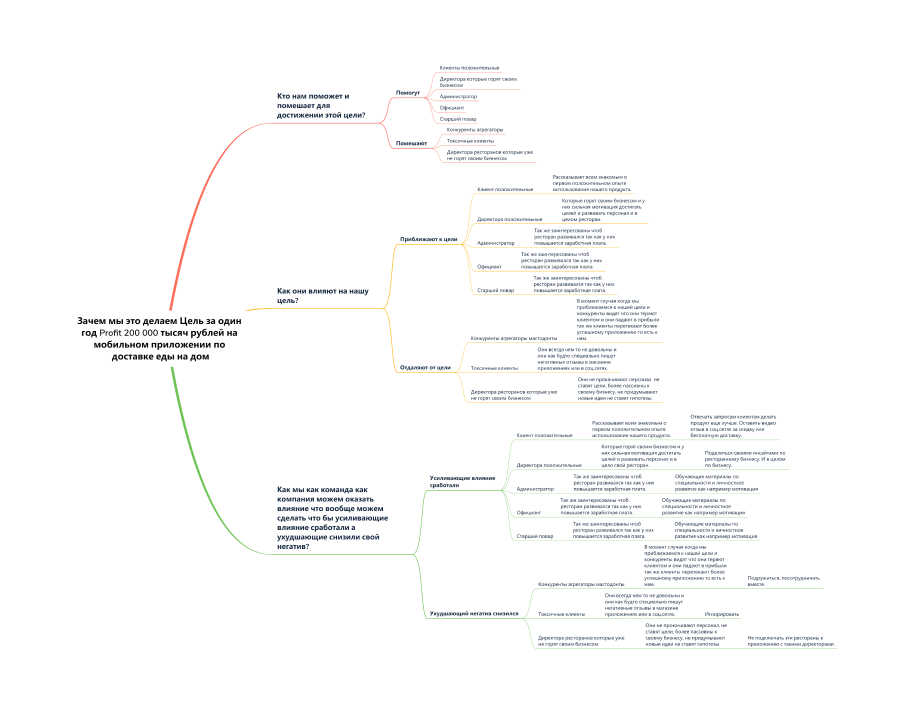 Зачем мы это делаем Цель за один
год Profit 200 000 тысяч рублей на
мобильном приложении по
доставке еды на дом
Кто нам поможет и
помешает для
достижении этой цели?
Помогут
Клиенты положительные
Директора которые горят своим
бизнесом
Администратор
Официант
Старший повар
Помешают
Конкуренты агрегаторы
Токсичные клиенты
Директора ресторанов которые уже
не горят своим бизнесом
Как они влияют на нашу
цель?
Приближают к цели
Клиент положительные
Рассказывает всем знакомым о
первом положительном опыте
использования нашего продукта.
Директора положительные
Которые горят своим бизнесом и у
них сильная мотивация достигать
целей и развивать персонал и в
целом ресторан.
Администратор
Так же заинтересованы чтоб
ресторан развивался так как у них
повышается заработная плата.
Официант
Так же заинтересованы чтоб
ресторан развивался так как у них
повышается заработная плата.
Старший повар
Так же заинтересованы чтоб
ресторан развивался так как у них
повышается заработная плата.
Отдаляют от цели
Конкуренты агрегаторы мастодонты
В момент случая когда мы
приближаемся к нашей цели и
конкуренты видят что они теряют
клиентом и они падают в прибыли
так же клиенты перетекают более
успешному приложению то есть к
нам.
Токсичные клиенты
Они всегда чем то не довольны и
они как будто специально пишут
негативные отзывы в магазине
приложениях или в соц.сетях.
Директора ресторанов которые уже
не горят своим бизнесом
Они не прокачивают персонал, не
ставят цели, более пассивны к
своему бизнесу, не придумывают
новые идеи не ставят гипотезы.
Как мы как команда как
компания можем оказать
влияние что вообще можем
сделать что бы усиливающие
влияние сработали а
ухудшающие снизили свой
негатив?
Усиливающие влияние
сработали
Клиент положительные
Рассказывает всем знакомым о
первом положительном опыте
использования нашего продукта.
Отвечать запросам клиентам делать
продукт еще лучше. Оставить видео
отзыв в соц.сетях за скидку или
бесплатную доставку.
Директора положительные
Которые горят своим бизнесом и у
них сильная мотивация достигать
целей и развивать персонал и в
цело свой ресторан.
Поделиться своими инсайтами по
ресторанному бизнесу. И в целом
по бизнесу.
Администратор
Так же заинтересованы чтоб
ресторан развивался так как у них
повышается заработная плата.
Обучающие материалы по
специальности и личностное
развитие как например мотивация
Официант
Так же заинтересованы чтоб
ресторан развивался так как у них
повышается заработная плата.
Обучающие материалы по
специальности и личностное
развитие как например мотивация
Старший повар
Так же заинтересованы чтоб
ресторан развивался так как у них
повышается заработная плата.
Обучающие материалы по
специальности и личностное
развитие как например мотивация
Ухудшающий негатив снизился
Конкуренты агрегаторы мастодонты
В момент случая когда мы
приближаемся к нашей цели и
конкуренты видят что они теряют
клиентом и они падают в прибыли
так же клиенты перетекают более
успешному приложению то есть к
нам.
Подружиться, посотрудничать
вместе.
Токсичные клиенты
Они всегда чем то не довольны и
они как будто специально пишут
негативные отзывы в магазине
приложению или в соц.сетях.
Игнорировать
Директора ресторанов которые уже
не горят своим бизнесом
Они не прокачивают персонал, не
ставят цели, более пассивны к
своему бизнесу, не придумывают
новые идеи не ставят гипотезы
Не подключать эти рестораны к
приложению с такими директорами.